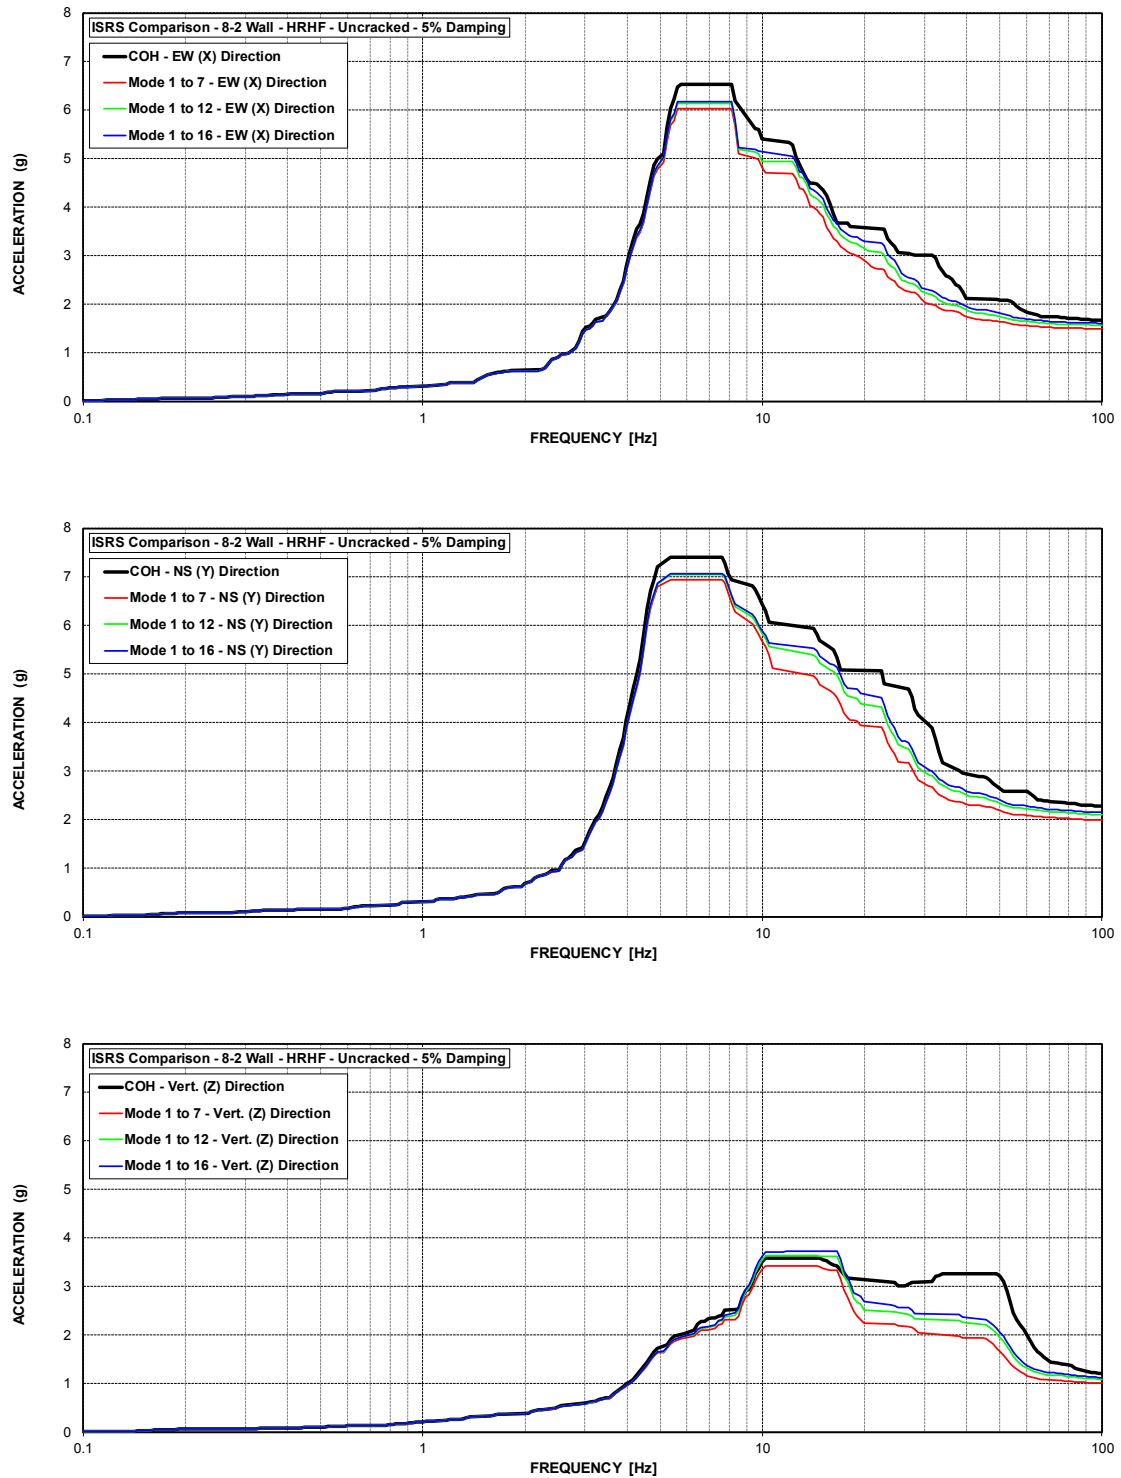 ISRS Comparison - 8-2 Wall - HRHF - Uncracked - 5% Damping
COH - EW (X) Direction
Mode 1 to 7 - EW (X) Direction
Mode 1 to 12 - EW (X) Direction
Mode 1 to 16 - EW (X) Direction
ACCELERATION (g)
8
7
6
5
4
3
2
1
0
0.1
1
10
100
FREQUENCY [Hz]
ISRS Comparison - 8-2 Wall - HRHF - Uncracked - 5% Damping
COH - NS (Y) Direction
Mode 1 to 7 - NS (Y) Direction
Mode 1 to 12 - NS (Y) Direction
Mode 1 to 16 - NS (Y) Direction
ACCELERATION (g)
8
7
6
5
4
3
2
1
0
0.1
1
10
100
FREQUENCY [Hz]
ISRS Comparison - 8-2 Wall - HRHF - Uncracked - 5% Damping
COH - Vert. (Z) Direction
Mode 1 to 7 - Vert. (Z) Direction
Mode 1 to 12 - Vert. (Z) Direction
Mode 1 to 16 - Vert. (Z) Direction
ACCELERATION (g)
8
7
6
5
4
3
2
1
0
0.1
1
10
100
FREQUENCY [Hz]